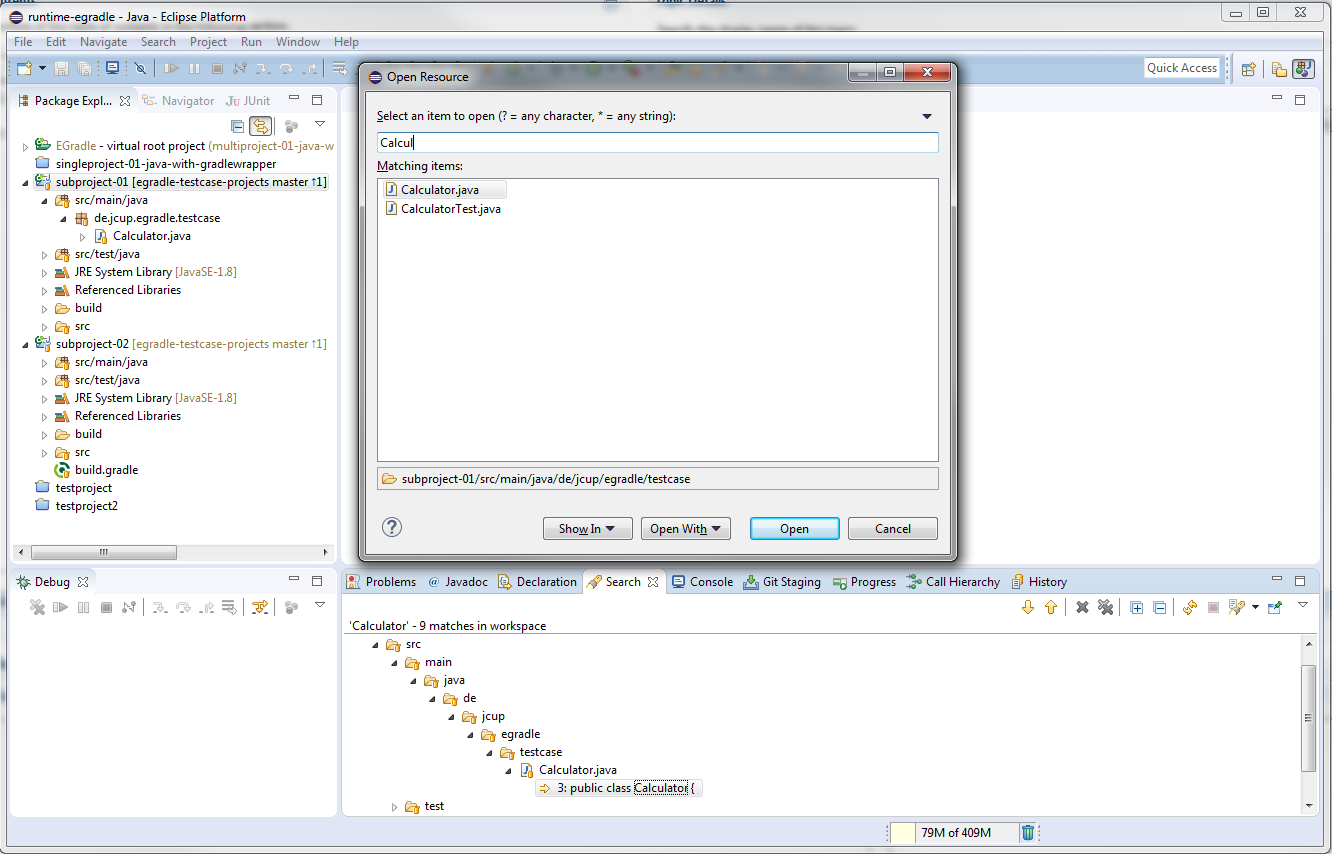 runtime-egradle - Java - Eclipse Platform
File Edit Navigate Search Project Run Window Help
Quick Access
Package Expl... Navigator JUnit
EGradle - virtual root project (multiproject-01-java-w
singleproject-01-java-with-gradlewrapper
subproject-01 [egradle-testcase-projects master ↑1]
src/main/java
de.jcup.egradle.testcase
Calculator.java
src/test/java
JRE System Library [JavaSE-1.8]
Referenced Libraries
build
src
subproject-02 [egradle-testcase-projects master ↑1]
src/main/java
src/test/java
JRE System Library [JavaSE-1.8]
Referenced Libraries
build
src
build.gradle
testproject
testproject2
Open Resource
Select an item to open (? = any character, * = any string):
Calcul
Matching items:
Calculator.java
CalculatorTest.java
subproject-01/src/main/java/de/jcup/egradle/testcase
Show In Open With Open Cancel
Debug
Problems Javadoc Declaration Search Console Git Staging Progress Call Hierarchy History
'Calculator' - 9 matches in workspace
src
main
java
de
jcup
egradle
testcase
Calculator.java
3: public class Calculator {
test
79M of 409M